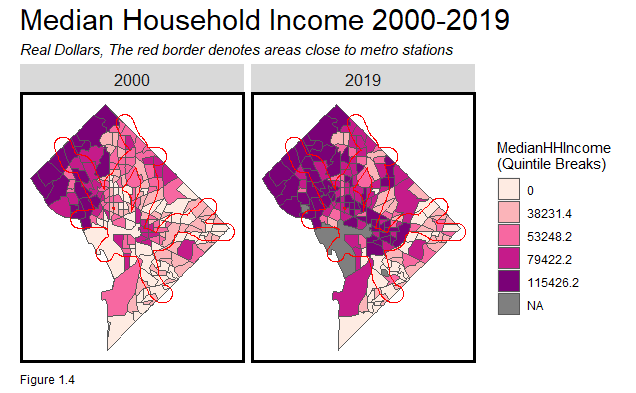 Median Household Income 2000-2019
Real Dollars, The red border denotes areas close to metro stations
2000
2019
MedianHHIncome
(Quintile Breaks)
0
38231.4
53248.2
79422.2
115426.2
NA
Figure 1.4